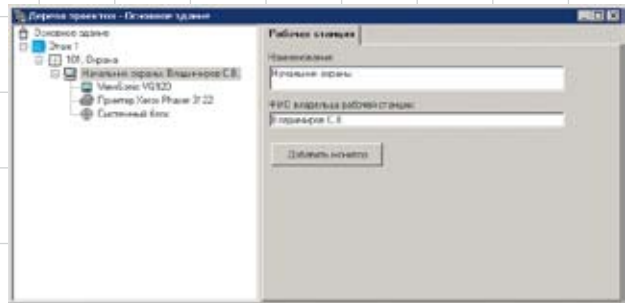 Дерево проектов - Основное здание
Основное здание
Этаж 1
101, Охрана
Начальник охраны Владимиров С.В.
ViewSonic VG920
Принтер Xerox Phaser 3122
Системный блок
Рабочая станция
Наименование
Начальник охраны
ФИО владельца рабочей станции
Владимиров С.В.
Добавить монитор